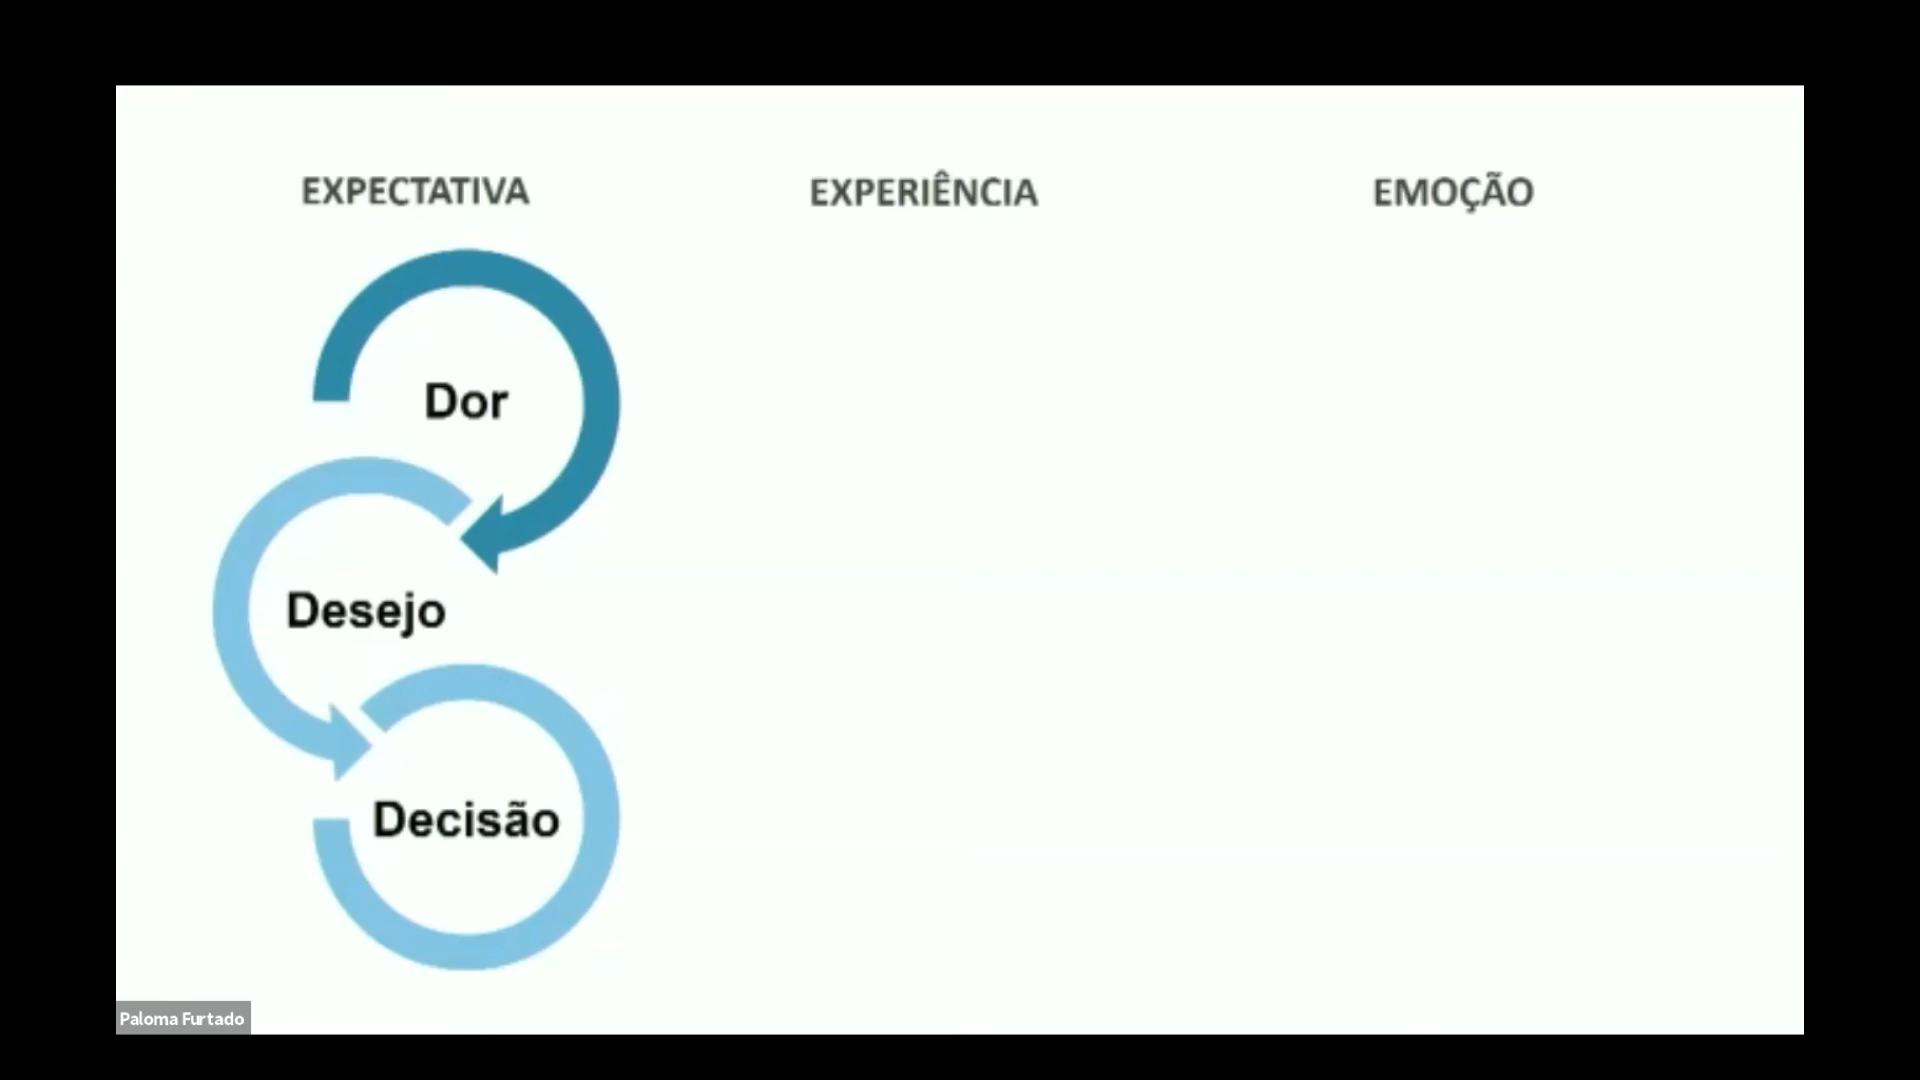 EXPECTATIVA
EXPERIÊNCIA
EMOÇÃO
Dor
Desejo
Decisão
Paloma Furtado